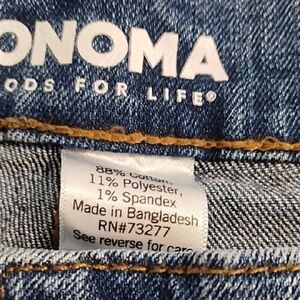 ONOMA
ODS FOR LIFE®
88% Cotton,
11% Polyester,
1% Spandex
Made in Bangladesh
RN#73277
See reverse for care